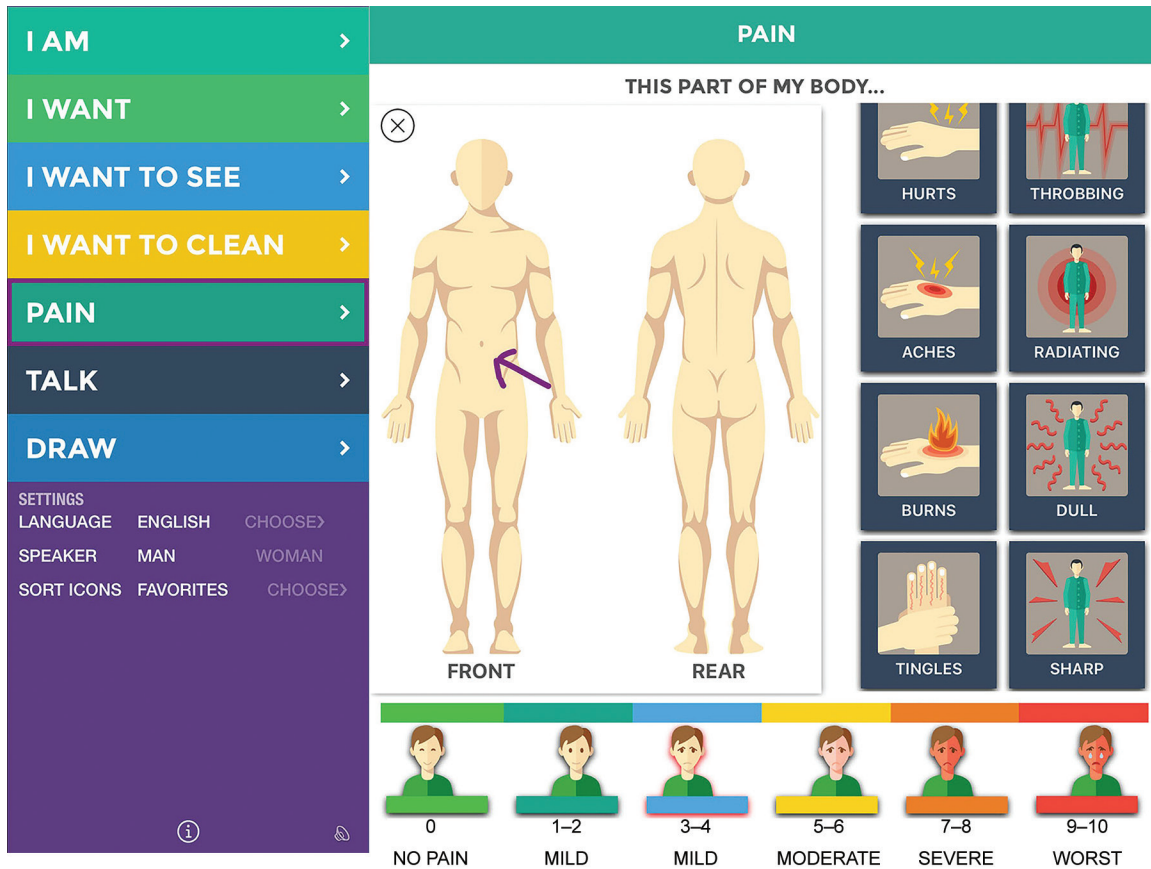 I AM
I WANT
I WANT TO SEE
I WANT TO CLEAN
PAIN
TALK
DRAW
SETTINGS
LANGUAGE ENGLISH CHOOSE
SPEAKER MAN WOMAN
SORT ICONS FAVORITES CHOOSE
PAIN
THIS PART OF MY BODY...
FRONT REAR
HURTS THROBBING
ACHES RADIATING
BURNS DULL
TINGLES SHARP
0 1–2 3–4 5–6 7–8 9–10
NO PAIN MILD MILD MODERATE SEVERE WORST